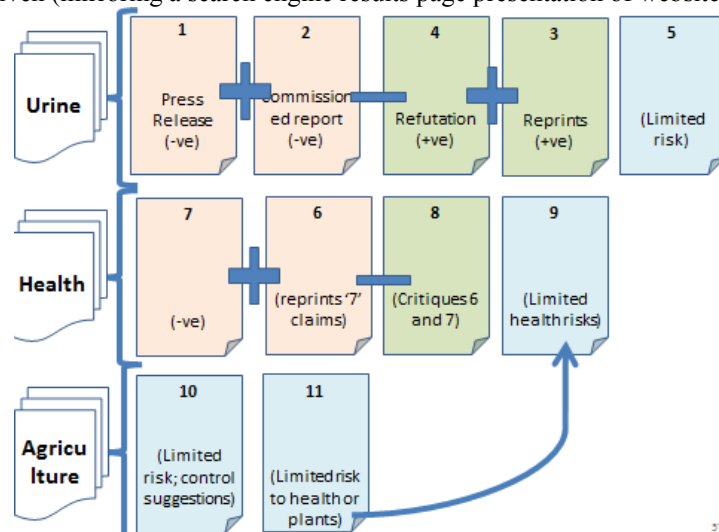 ven (mirroring a search engine results page presentation of website
Urine
1
Press
Release
(-ve)
2
commission
ed report
(-ve)
4
Refutation
(+ve)
3
Reprints
(+ve)
5
(Limited
risk)
Health
7
(-ve)
6
(reprints '7'
claims)
8
(Critiques 6
and 7)
9
(Limited
health risks)
Agricu
lture
10
(Limited
risk; control
suggestions)
11
(Limited risk
to health or
plants)